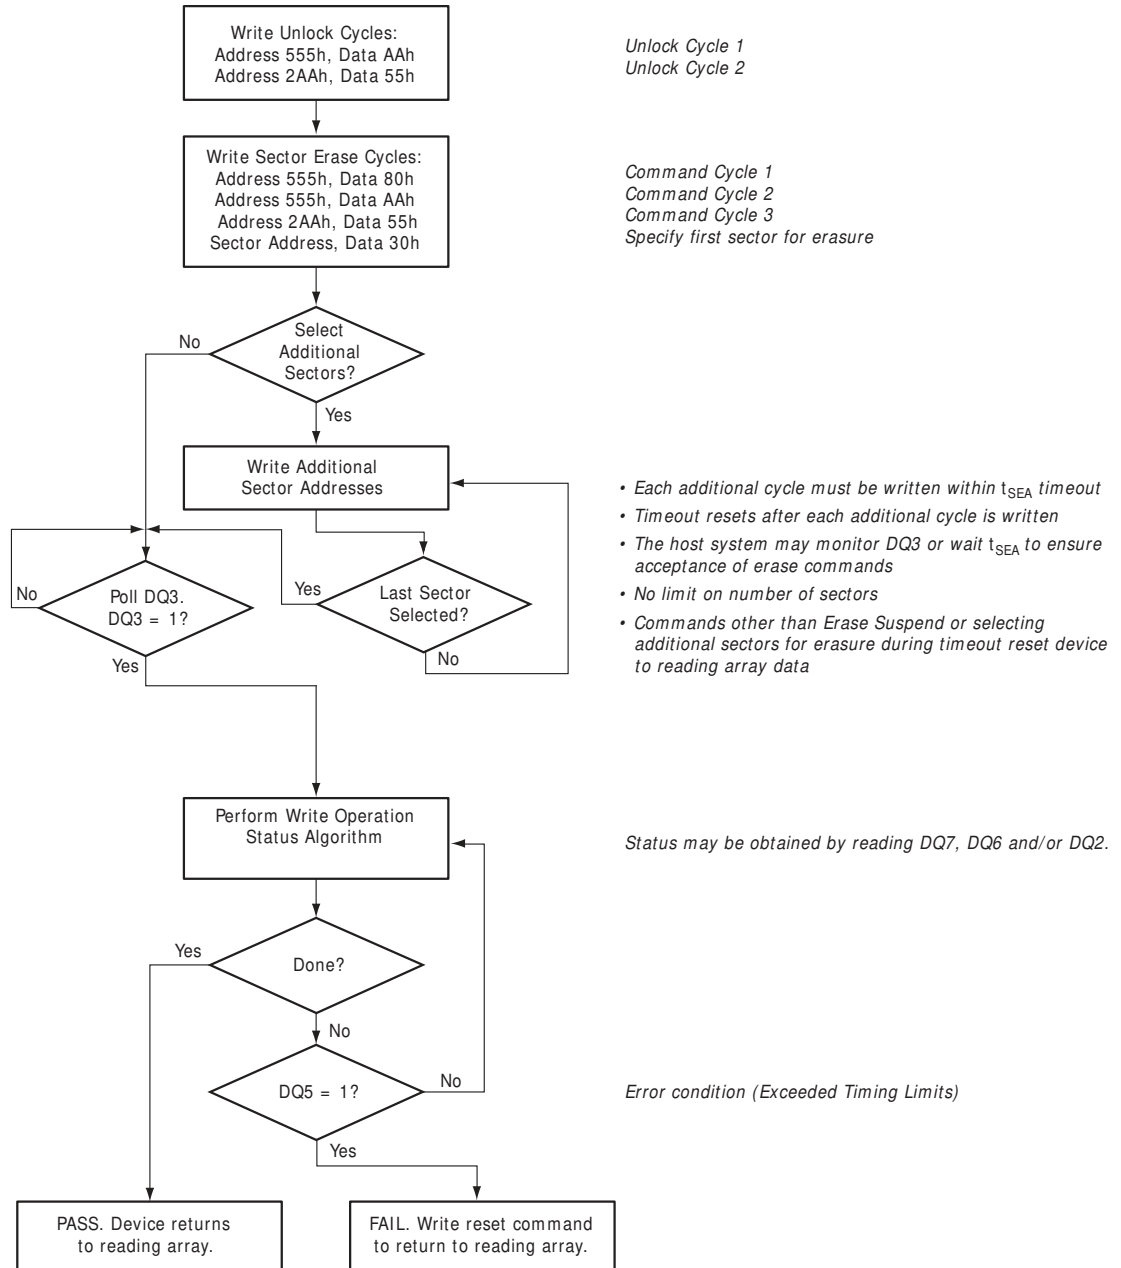 Write Unlock Cycles:
Address 555h, Data AAh
Address 2AAh, Data 55h
Unlock Cycle 1
Unlock Cycle 2
Write Sector Erase Cycles:
Address 555h, Data 80h
Address 555h, Data AAh
Address 2AAh, Data 55h
Sector Address, Data 30h
Command Cycle 1
Command Cycle 2
Command Cycle 3
Specify first sector for erasure
Select
Additional
Sectors?
No
Yes
Write Additional
Sector Addresses
• Each additional cycle must be written within tSEA timeout
• Timeout resets after each additional cycle is written
• The host system may monitor DQ3 or wait tSEA to ensure
acceptance of erase commands
• No limit on number of sectors
• Commands other than Erase Suspend or selecting
additional sectors for erasure during timeout reset device
to reading array data
No
Poll DQ3.
DQ3 = 1?
Yes
Yes
Last Sector
Selected?
No
Perform Write Operation
Status Algorithm
Status may be obtained by reading DQ7, DQ6 and/or DQ2.
Yes
Done?
No
DQ5 = 1?
No
Yes
Error condition (Exceeded Timing Limits)
PASS. Device returns
to reading array.
FAIL. Write reset command
to return to reading array.